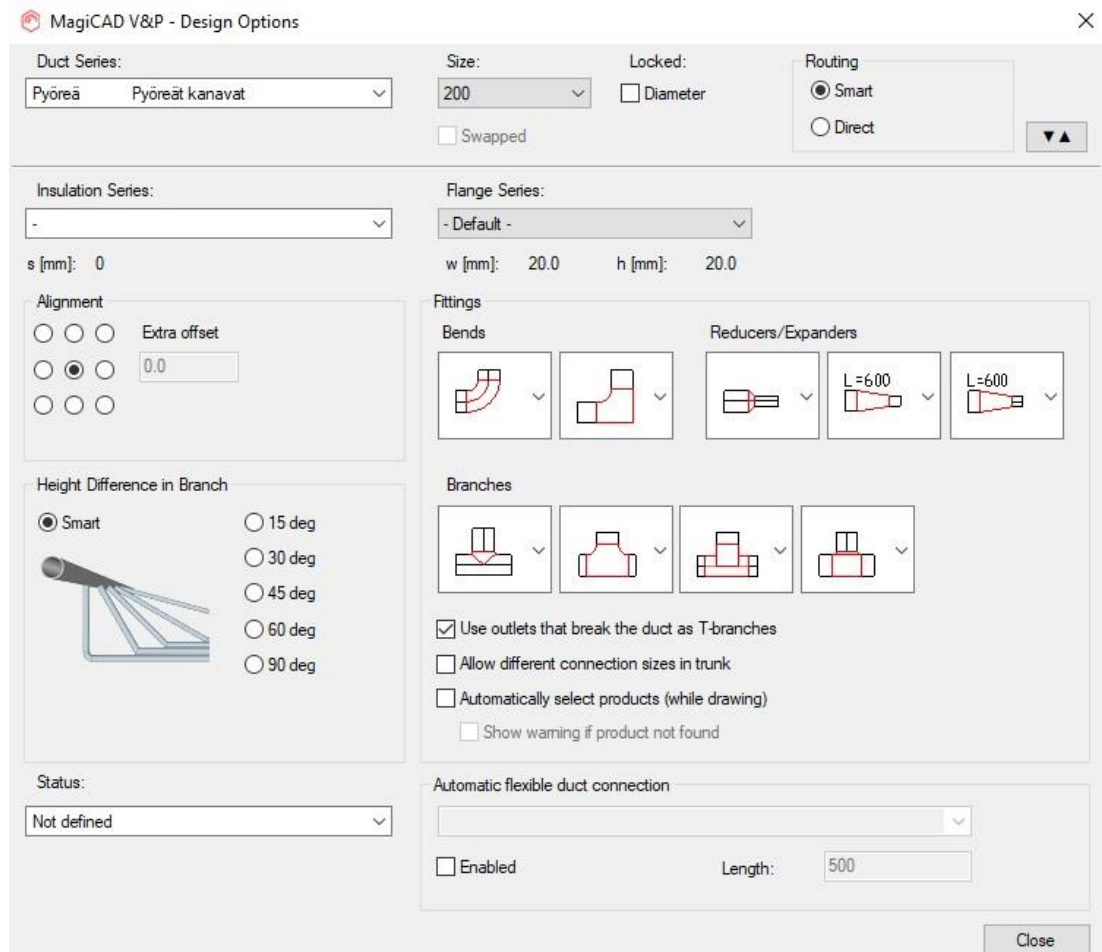 MagiCAD V&P - Design Options
Duct Series:
Size:
Locked:
Routing
Pyöreä Pyöreät kanavat
200
Diameter
Smart
Swapped
Direct
Insulation Series:
Flange Series:
-
- Default -
s [mm]: 0
w [mm]: 20.0 h [mm]: 20.0
Alignment
Extra offset
0.0
Fittings
Bends
Reducers/Expanders
L=600
L=600
Height Difference in Branch
Smart
15 deg
30 deg
45 deg
60 deg
90 deg
Branches
Use outlets that break the duct as T-branches
Allow different connection sizes in trunk
Automatically select products (while drawing)
Show warning if product not found
Status:
Not defined
Automatic flexible duct connection
Enabled
Length: 500
Close